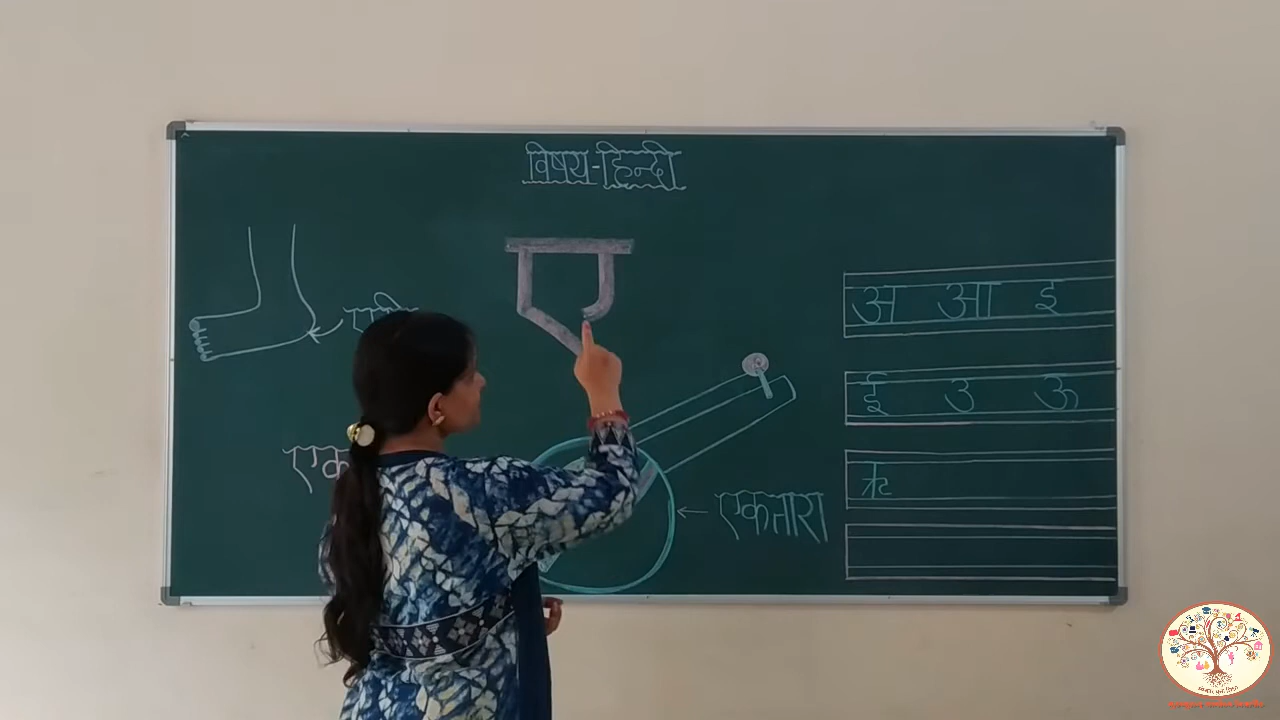 विषय-हिन्दी
ए
एकतारा
अ आ इ
ई उ ऊ
ऋ